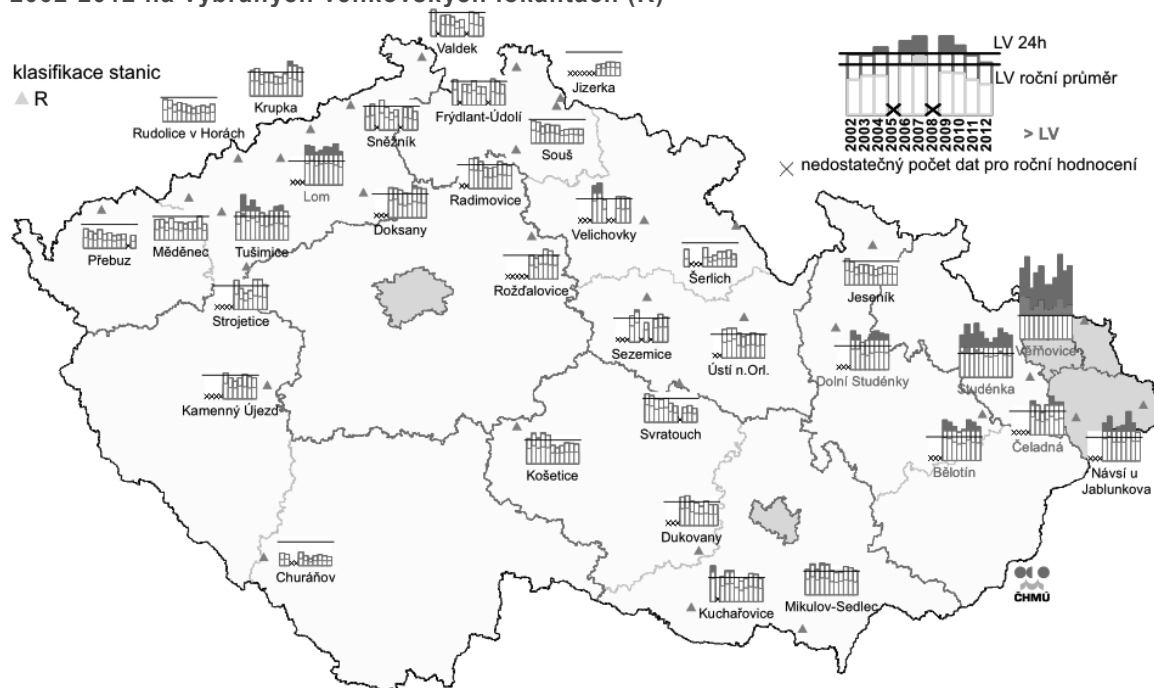 2002-2012 na vybraných venkovských lokalitách (R)
Valdek
LV 24h
klasifikace stanic
R
LV roční průměr
Jizerka
Krupka
Frýdlant-Údolí
Rudolice v Horách
Sněžník
Souš
2002
2003
2004
2005
2006
2007
2008
2009
2010
2011
2012
> LV
nedostatečný počet dat pro roční hodnocení
Lom
Radimovice
Doksany
Velichovky
Přebuz
Měděnec
Tušimice
Šerlich
Rožďalovice
Jeseník
Strojetice
Sezemice
Ústí n.Orl.
Dolní Studénky
Věřňovice
Studénka
Kamenný Újezd
Svratouch
Čeladná
Košetice
Bělotín
Návsí u
Jablunkova
Dukovany
Churáňov
Kuchařovice
Mikulov-Sedlec
ČHMÚ